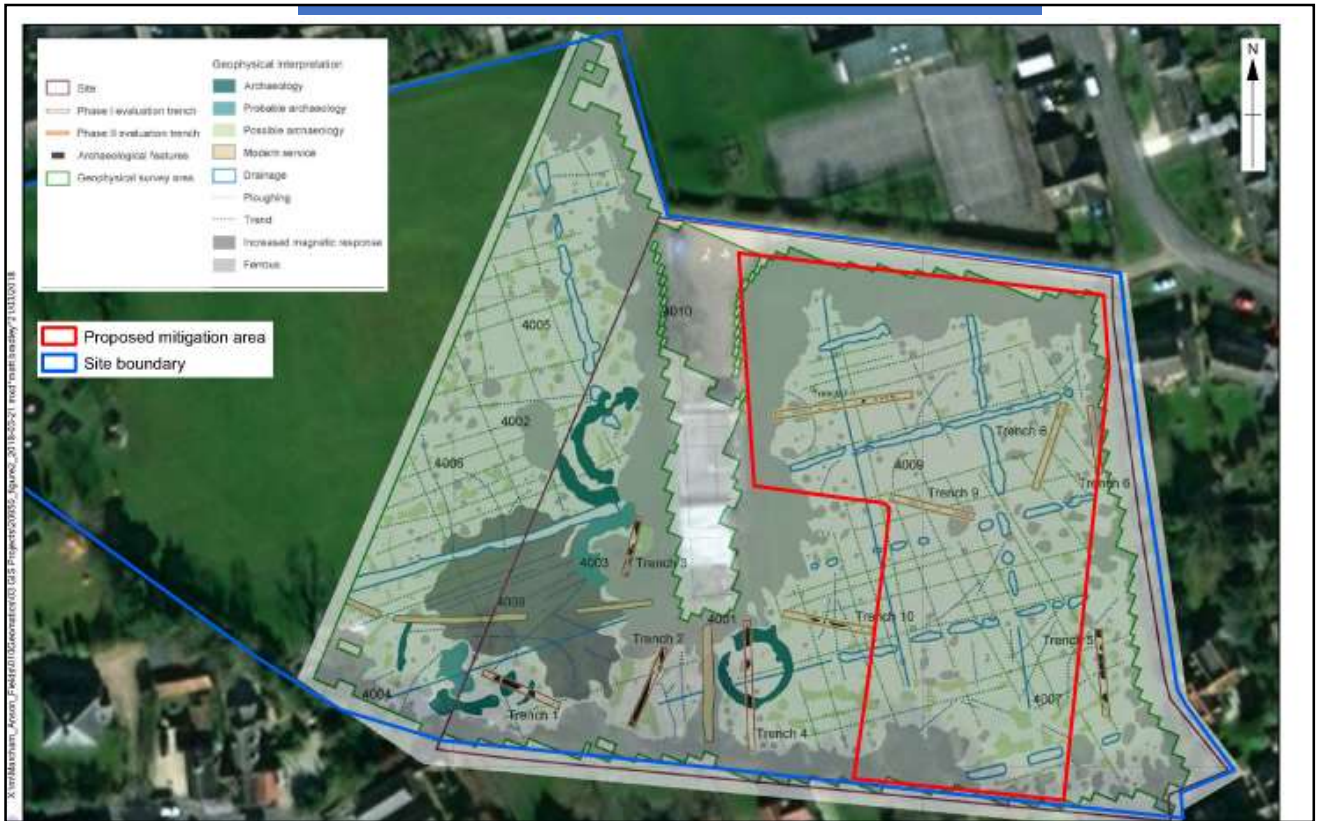 Site
Phase I evaluation trench
Phase II evaluation trench
Archaeological features
Geophysical survey area
Geophysical interpretation
Archaeology
Probable archaeology
Possible archaeology
Modern service
Drainage
Ploughing
Trend
Increased magnetic response
Ferrous
Proposed mitigation area
Site boundary
N
4010
4005
4002
4006
Trench 8
4009
Trench 9
Trench 6
4003
Trench 3
4001
Trench 10
Trench 2
Trench 5
4004
Trench 1
4007
Trench 4